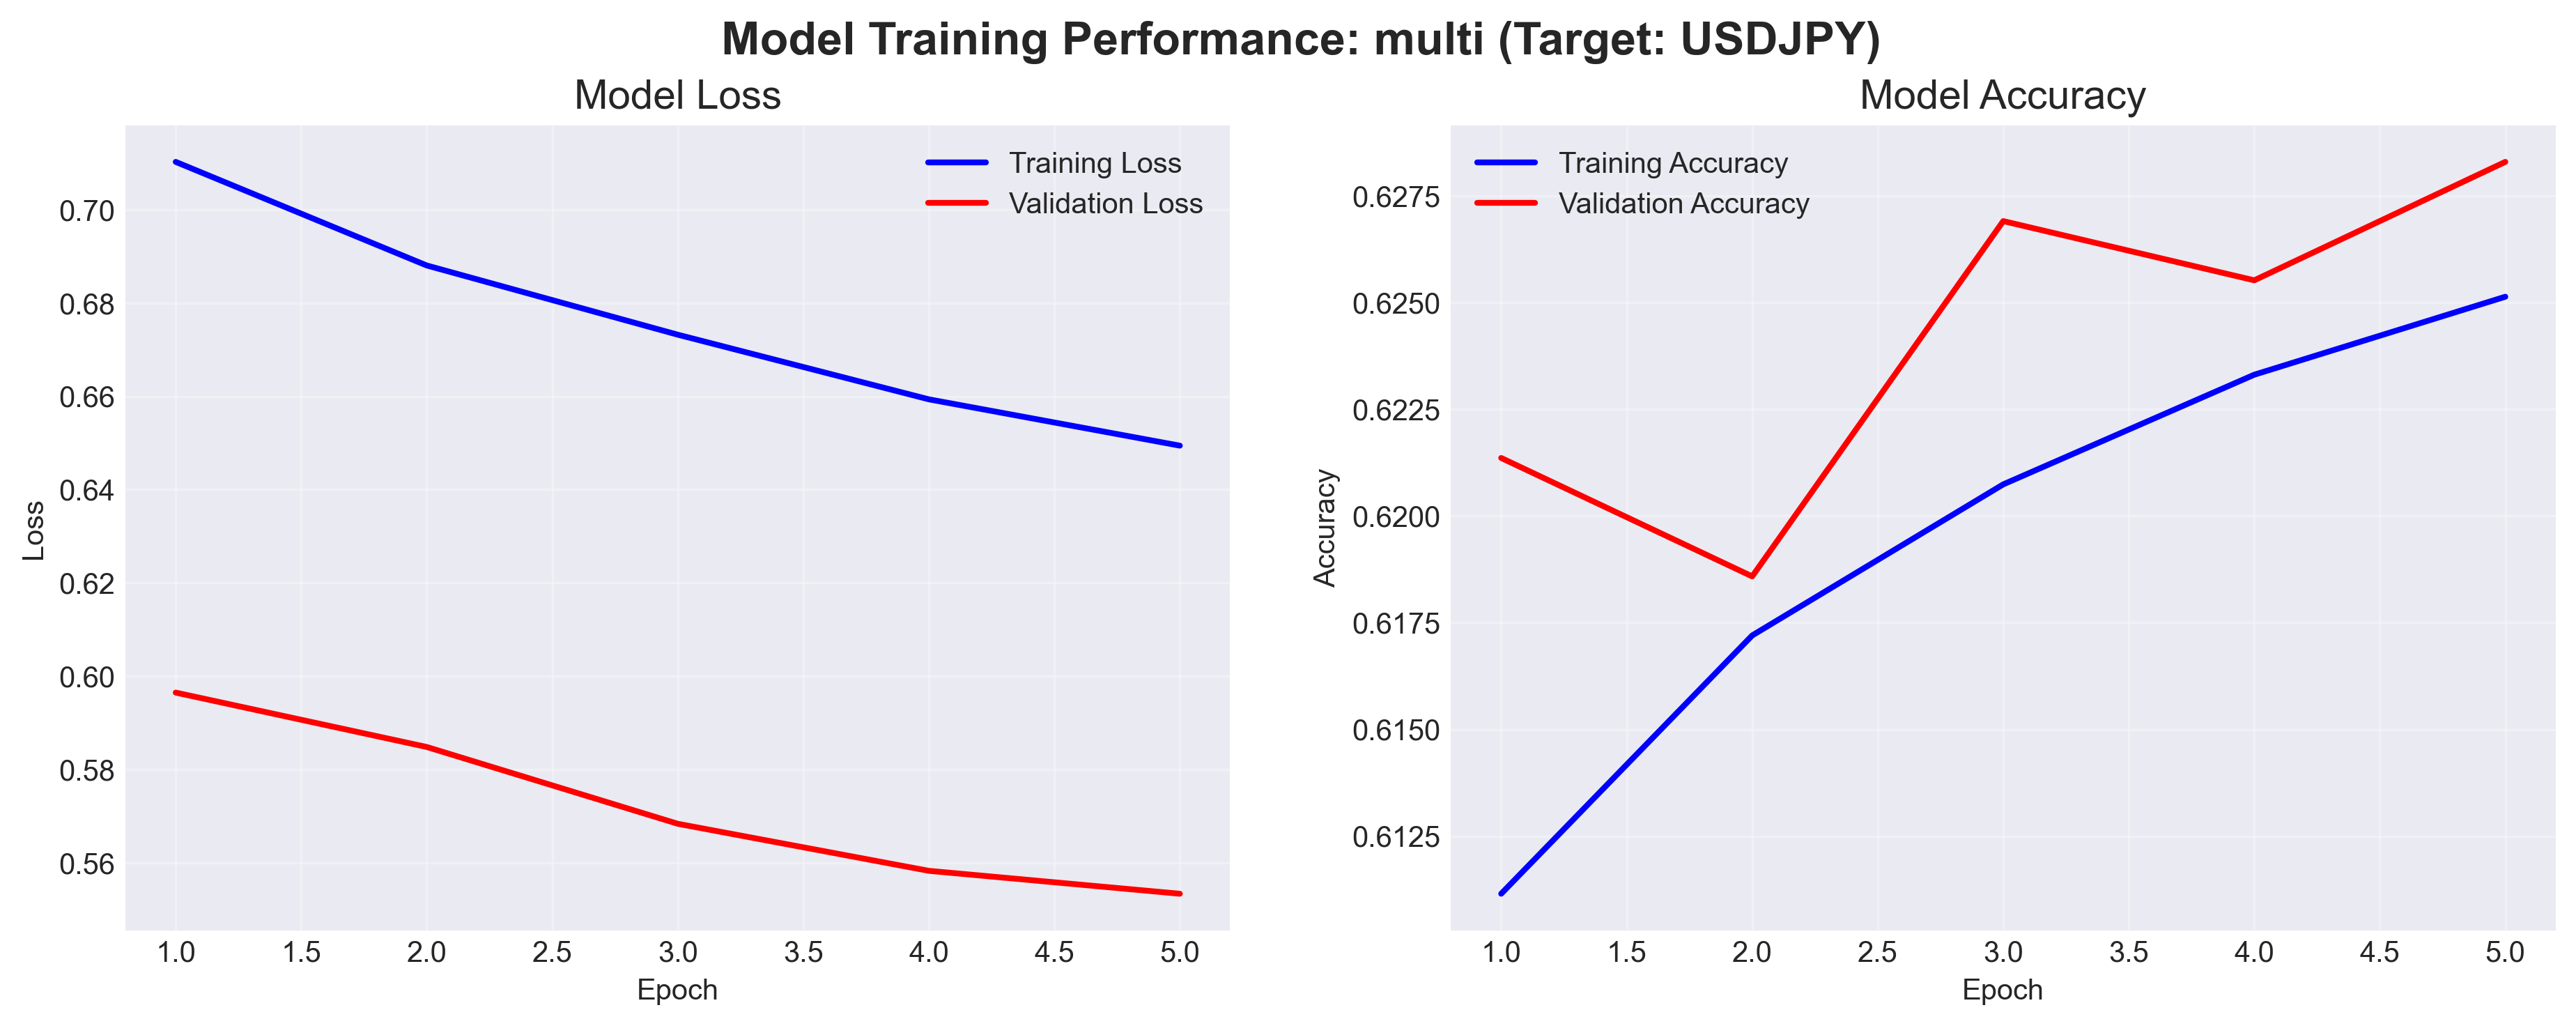 Model Training Performance: multi (Target: USDJPY)
Model Loss
Training Loss
Validation Loss
0.70
0.68
0.66
0.64
0.62
0.60
0.58
0.56
Loss
1.0 1.5 2.0 2.5 3.0 3.5 4.0 4.5 5.0
Epoch
Model Accuracy
Training Accuracy
Validation Accuracy
0.6275
0.6250
0.6225
0.6200
0.6175
0.6150
0.6125
Accuracy
1.0 1.5 2.0 2.5 3.0 3.5 4.0 4.5 5.0
Epoch